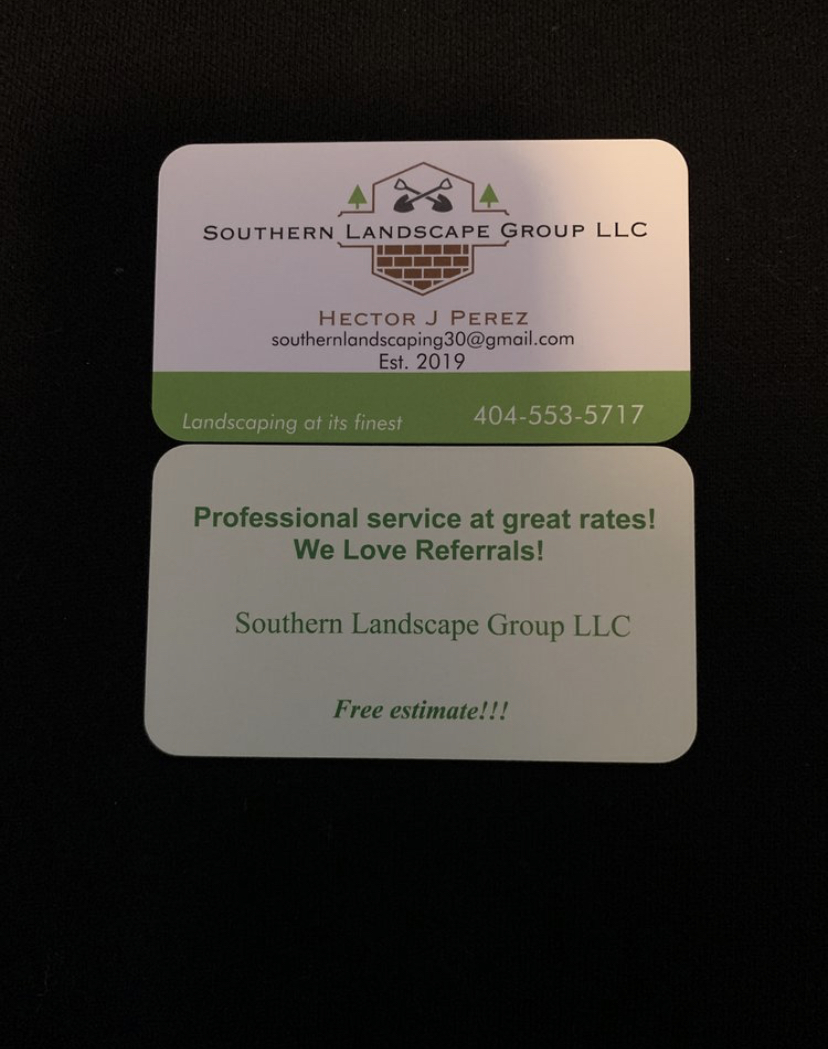 Southern Landscape Group LLC
Hector J Perez
southernlandscaping30@gmail.com
Est. 2019
Landscaping at its finest
404-553-5717
Professional service at great rates!
We Love Referrals!
Southern Landscape Group LLC
Free estimate!!!